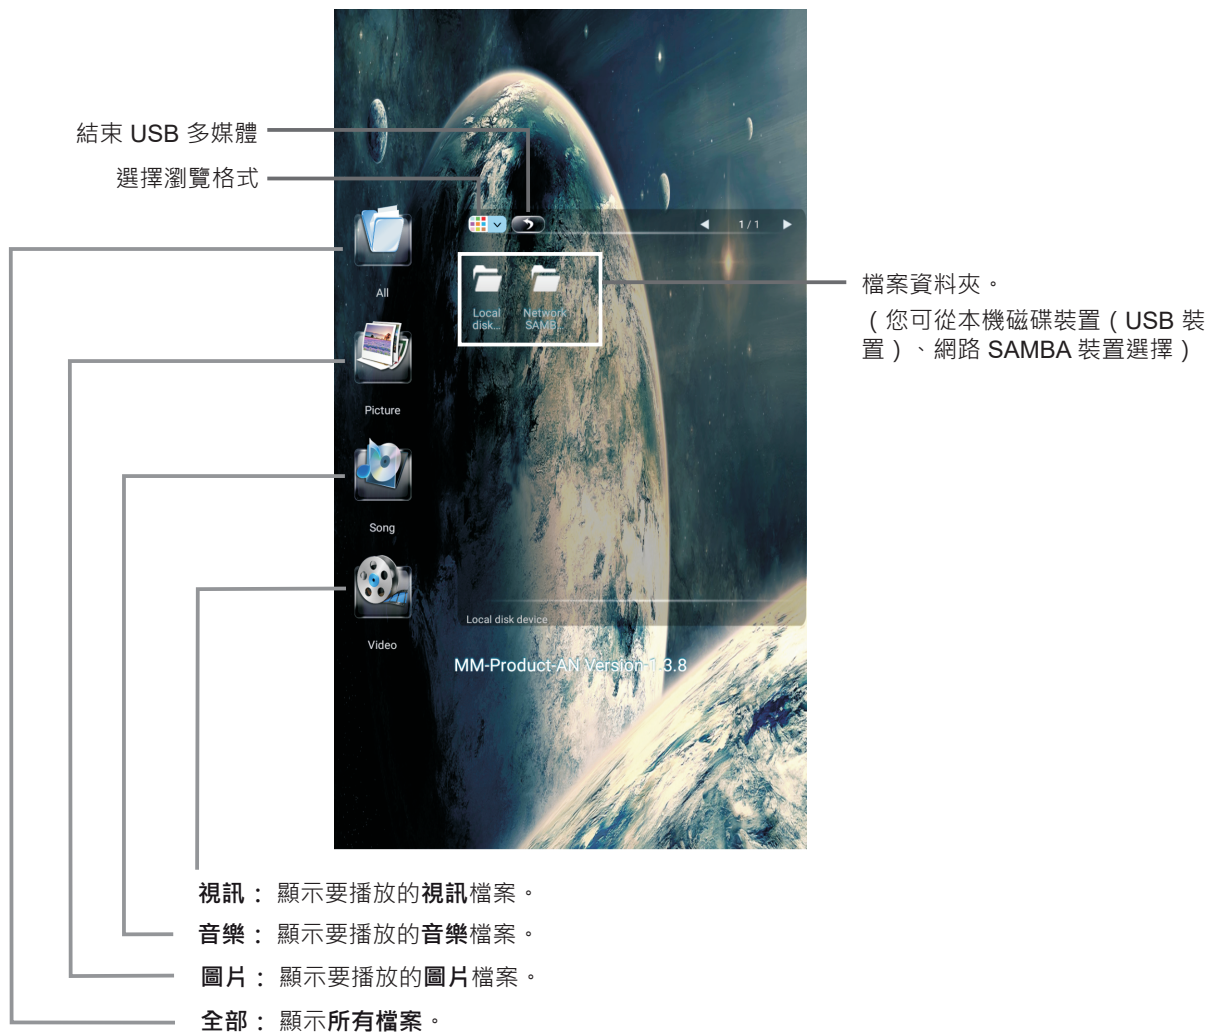 結束 USB 多媒體
選擇瀏覽格式
1 / 1
All
Local
disk...
Network
SAMB...
檔案資料夾。
（您可從本機磁碟裝置（USB 裝
置）、網路 SAMBA 裝置選擇）
Picture
Song
Video
Local disk device
MM-Product-AN Version-1.3.8
視訊： 顯示要播放的視訊檔案。
音樂： 顯示要播放的音樂檔案。
圖片： 顯示要播放的圖片檔案。
全部： 顯示所有檔案。